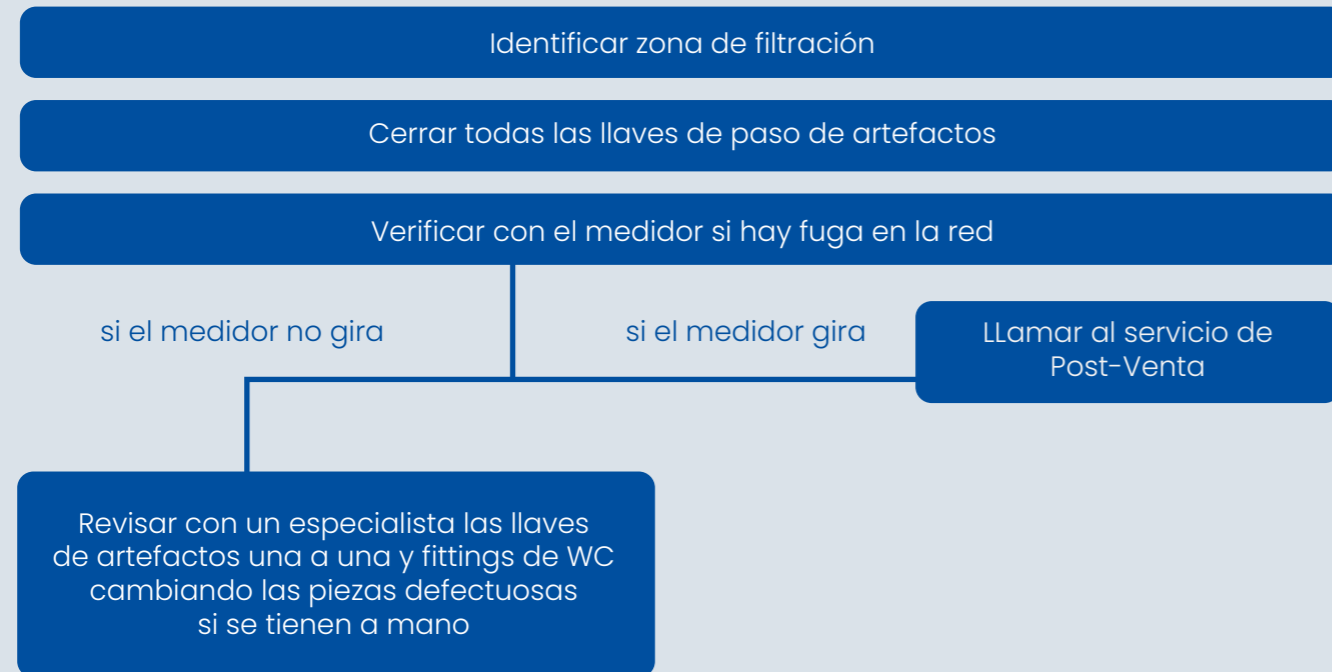 Identificar zona de filtración
Cerrar todas las llaves de paso de artefactos
Verificar con el medidor si hay fuga en la red
si el medidor no gira
si el medidor gira
LLamar al servicio de
Post-Venta
Revisar con un especialista las llaves
de artefactos una a una y fittings de WC
cambiando las piezas defectuosas
si se tienen a mano